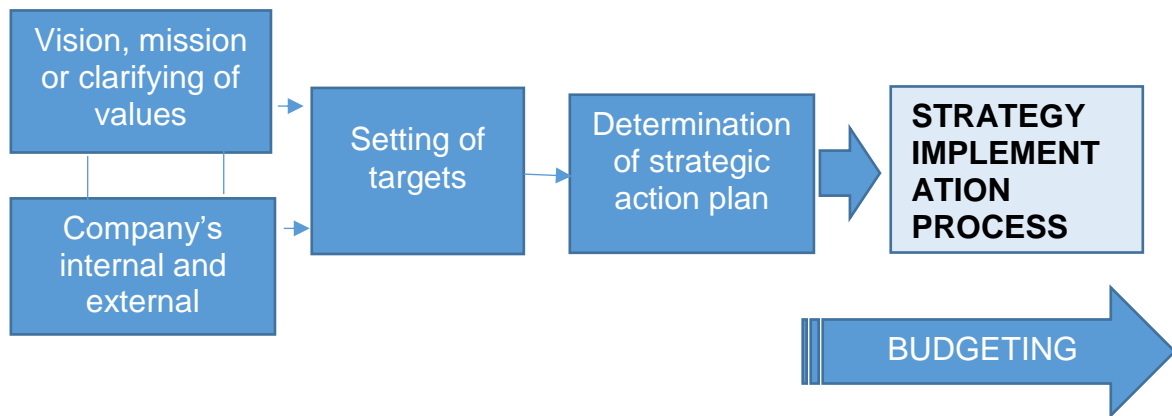 Vision, mission
or clarifying of
values
Company’s
internal and
external
Setting of
targets
Determination
of strategic
action plan
STRATEGY
IMPLEMENT
ATION
PROCESS
BUDGETING